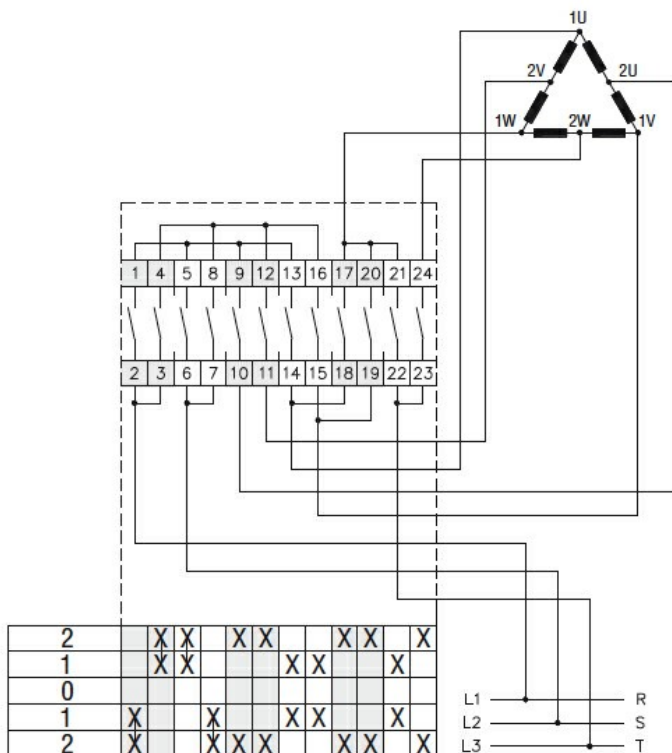 1U
2V 2U
1W 2W 1V
1 4 5 8 9 12 13 16 17 20 21 24
2 3 6 7 10 11 14 15 18 19 22 23
2 X X X X X X X
1 X X X X X
0
1 X X X X X
2 X X X X X X X
L1 R
L2 S
L3 T